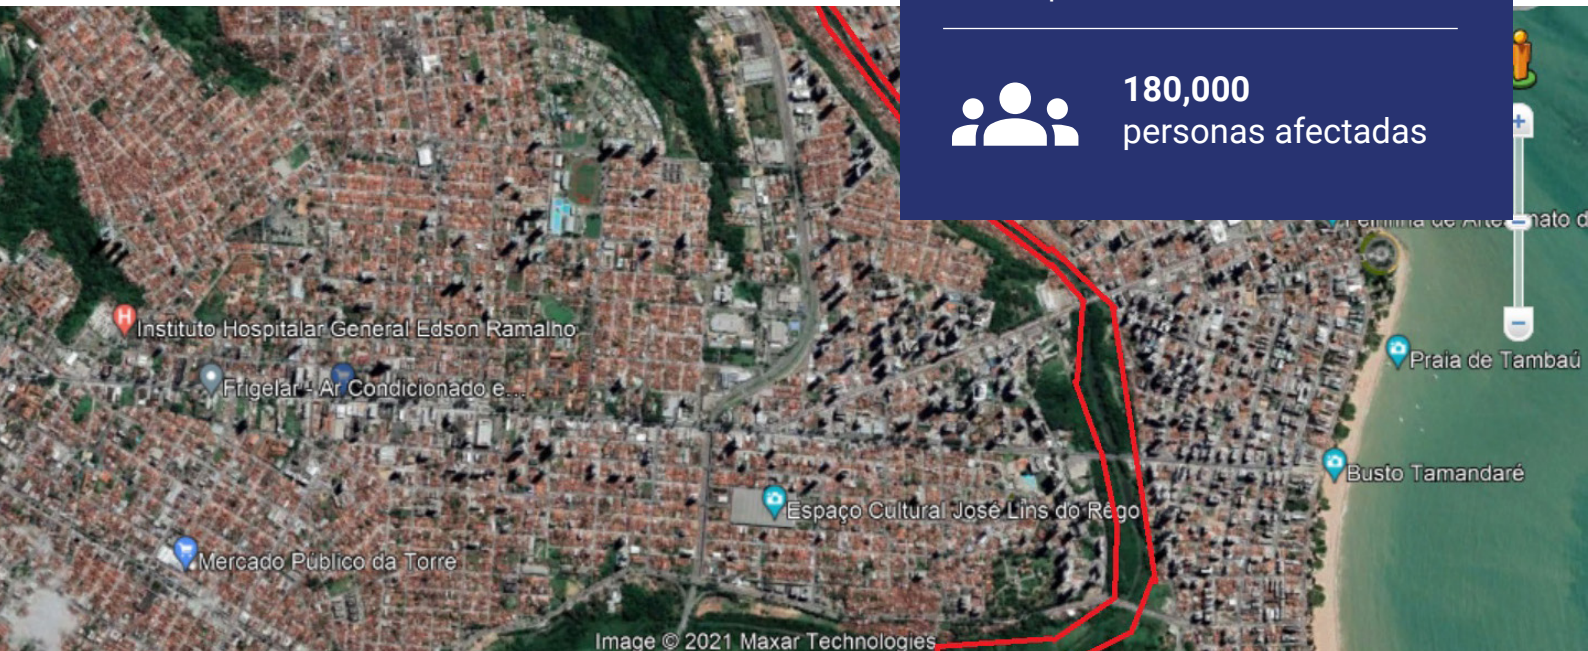 180,000
personas afectadas
Instituto Hospitalar General Edson Ramalho
Praia de Tambaú
Frigelar - Ar Condicionado e...
Busto Tamandaré
Espaço Cultural José Lins do Rêgo
Mercado Público da Torre
Image © 2021 Maxar Technologies